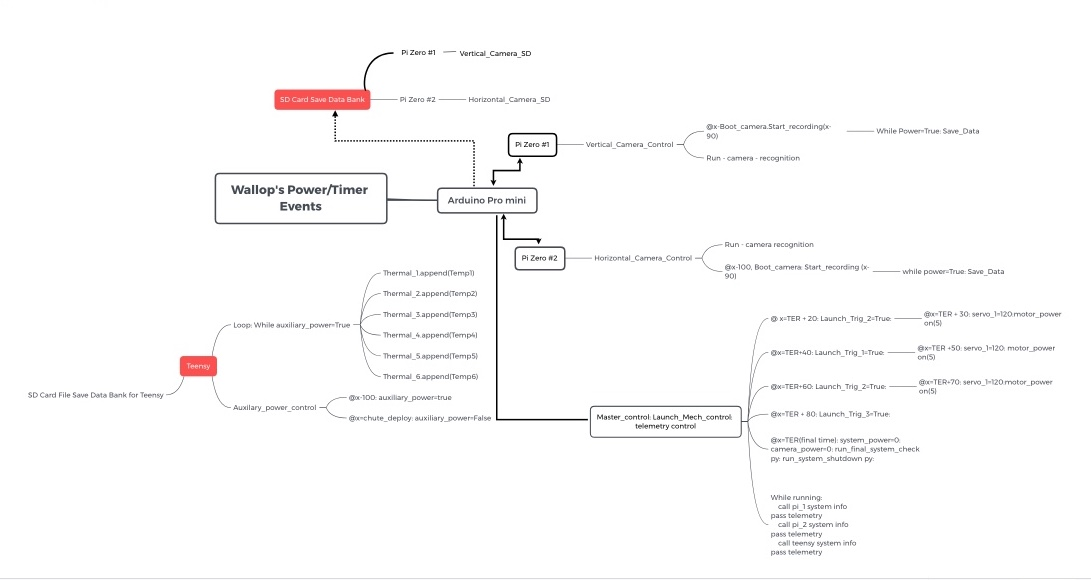 Pi Zero #1
Vertical_Camera_SD
SD Card Save Data Bank
Pi Zero #2
Horizontal_Camera_SD
Pi Zero #1
Vertical_Camera_Control
@x-Boot_camera.Start_recording(x-
90)
While Power=True: Save_Data
Run - camera - recognition
Wallop's Power/Timer
Events
Arduino Pro mini
Pi Zero #2
Horizontal_Camera_Control
Run - camera recognition
@x-100, Boot_camera: Start_recording (x-
90)
while power=True: Save_Data
Thermal_1.append(Temp1)
Thermal_2.append(Temp2)
Thermal_3.append(Temp3)
Thermal_4.append(Temp4)
Thermal_5.append(Temp5)
Thermal_6.append(Temp6)
Loop: While auxiliary_power=True
Teensy
SD Card File Save Data Bank for Teensy
Auxilary_power_control
@x-100: auxiliary_power=true
@x=chute_deploy: auxiliary_power=False
Master_control: Launch_Mech_control:
telemetry control
@ x=TER + 20: Launch_Trig_2=True:
@x=TER + 30: servo_1=120:motor_power
on(5)
@x=TER+40: Launch_Trig_1=True:
@x=TER +50: servo_1=120: motor_power
on(5)
@x=TER+60: Launch_Trig_2=True:
@x=TER+70: servo_1=120:motor_power
on(5)
@x=TER + 80: Launch_Trig_3=True:
@x=TER(final time): system_power=0:
camera_power=0: run_final_system_check
py: run_system_shutdown py:
While running:
call pi_1 system info
pass telemetry
call pi_2 system info
pass telemetry
call teensy system info
pass telemetry